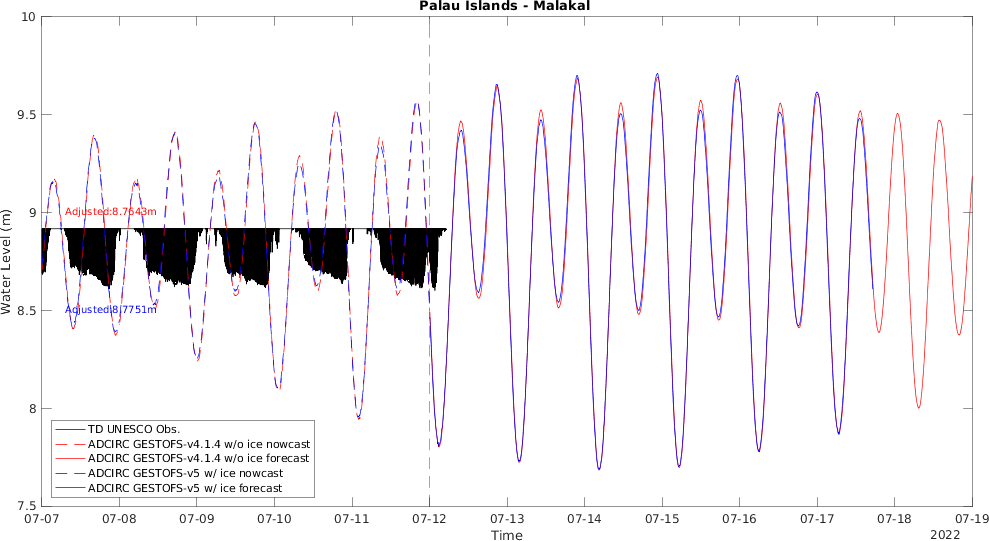 Palau Islands - Malakal
10
9.5
9
8.5
8
7.5
Water Level (m)
Adjusted:8.7643m
Adjusted:8.7751m
TD UNESCO Obs.
ADCIRC GESTOFS-v4.1.4 w/o ice nowcast
ADCIRC GESTOFS-v4.1.4 w/o ice forecast
ADCIRC GESTOFS-v5 w/ ice nowcast
ADCIRC GESTOFS-v5 w/ ice forecast
07-07 07-08 07-09 07-10 07-11 07-12 07-13 07-14 07-15 07-16 07-17 07-18 07-19
Time
2022